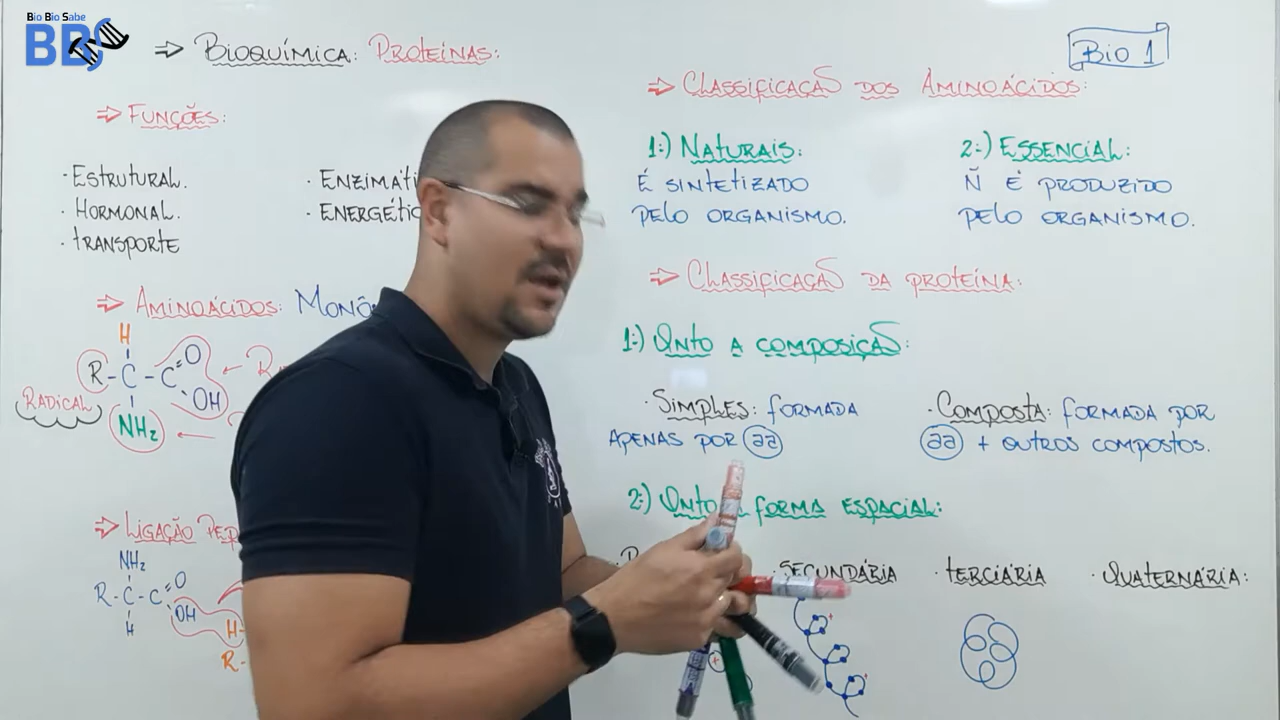 Bio Bio Sabe
BBS
⇒ BIOQUÍMICA: PROTEÍNAS:
Bio 1
⇒ FUNÇÕES:
· ESTRUTURAL.
· HORMONAL.
· TRANSPORTE
· ENZIMÁTI
· ENERGÉTIC
⇒ AMINOÁCIDOS: MONÔ
H
R - C - C O
OH
NH₂
RADICAL
⇒ LIGAÇÃO PEP
NH₂
R - C - C O
OH
H
H-
R-
⇒ CLASSIFICAÇÃO DOS AMINOÁCIDOS:
1:) NATURAIS:
É SINTETIZADO
PELO ORGANISMO.
2:) ESSENCIAL:
Ñ É PRODUZIDO
PELO ORGANISMO.
⇒ CLASSIFICAÇÃO DA PROTEÍNA:
1:) QNTO A COMPOSIÇÃO:
· SIMPLES: FORMADA
APENAS POR aa
· COMPOSTA: FORMADA POR
aa + OUTROS COMPOSTOS.
2:) QNTO A FORMA ESPACIAL:
· SECUNDÁRIA
· TERCIÁRIA
· QUATERNÁRIA: